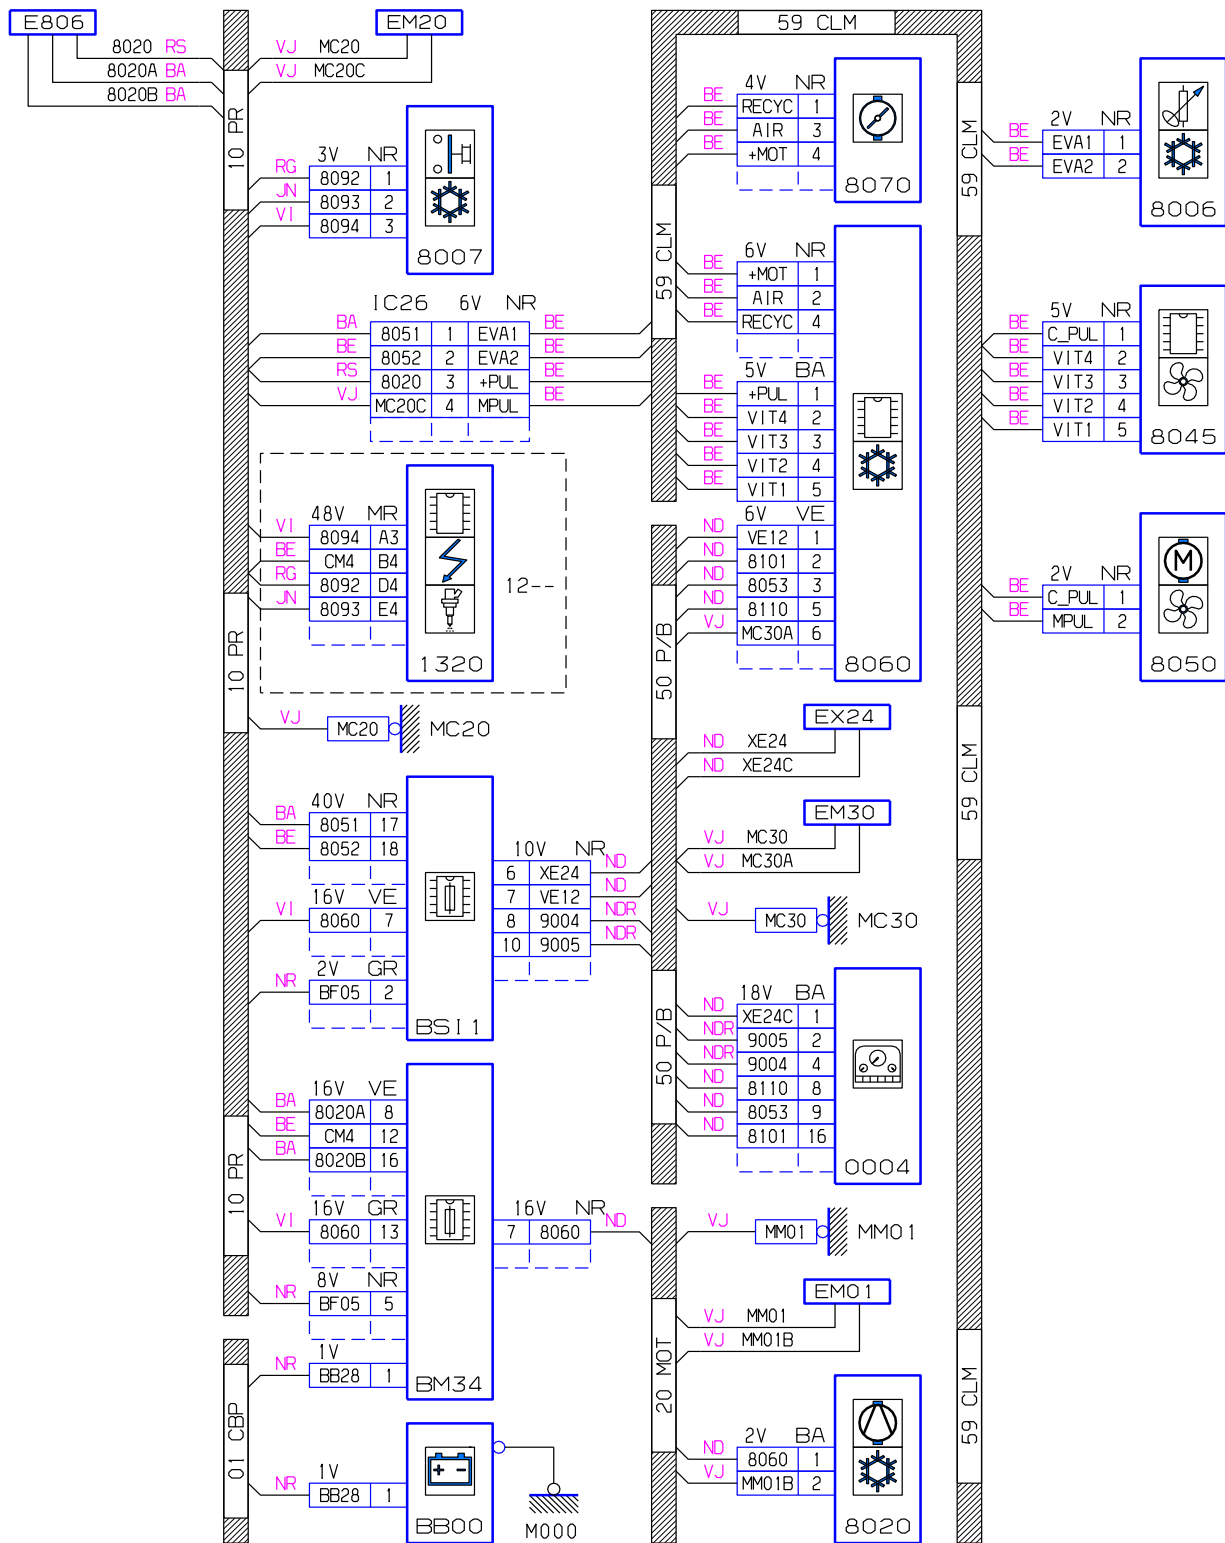 E806
8020 RS
8020A BA
8020B BA
10 PR
EM20
VJ MC20
VJ MC20C
3V NR
RG 8092 1
JN 8093 2
VI 8094 3
8007
1C26 6V NR
BA 8051 1 EVA1 BE
BE 8052 2 EVA2 BE
RS 8020 3 +PUL BE
VJ MC20C 4 MPUL BE
48V MR
VI 8094 A3
BE CM4 B4
RG 8092 D4
JN 8093 E4
1320
12--
10 PR
VJ MC20 MC20
40V NR
BA 8051 17
BE 8052 18
16V VE
VI 8060 7
2V GR
NR BF05 2
BSI1
10V NR
6 XE24 ND
7 VE12 ND
8 9004 NDR
10 9005 NDR
10 PR
16V VE
BA 8020A 8
BE CM4 12
BA 8020B 16
16V GR
VI 8060 13
8V NR
NR BF05 5
1V
NR BB28 1
BM34
16V NR
7 8060 ND
01 CBP
1V
NR BB28 1
+ -
BB00
M000
59 CLM
59 CLM
4V NR
BE RECYC 1
BE AIR 3
BE +MOT 4
8070
6V NR
BE +MOT 1
BE AIR 2
BE RECYC 4
5V BA
BE +PUL 1
BE VIT4 2
BE VIT3 3
BE VIT2 4
BE VIT1 5
6V VE
ND VE12 1
ND 8101 2
ND 8053 3
ND 8110 5
VJ MC30A 6
8060
50 P/B
EX24
ND XE24
ND XE24C
EM30
VJ MC30
VJ MC30A
VJ MC30 MC30
50 P/B
18V BA
ND XE24C 1
NDR 9005 2
NDR 9004 4
ND 8110 8
ND 8053 9
ND 8101 16
0004
VJ MM01 MM01
EM01
VJ MM01
VJ MM01B
20 MOT
2V BA
ND 8060 1
VJ MM01B 2
8020
59 CLM
2V NR
BE EVA1 1
BE EVA2 2
8006
5V NR
BE C_PUL 1
BE VIT4 2
BE VIT3 3
BE VIT2 4
BE VIT1 5
8045
2V NR
BE C_PUL 1
BE MPUL 2
M
8050
59 CLM
59 CLM